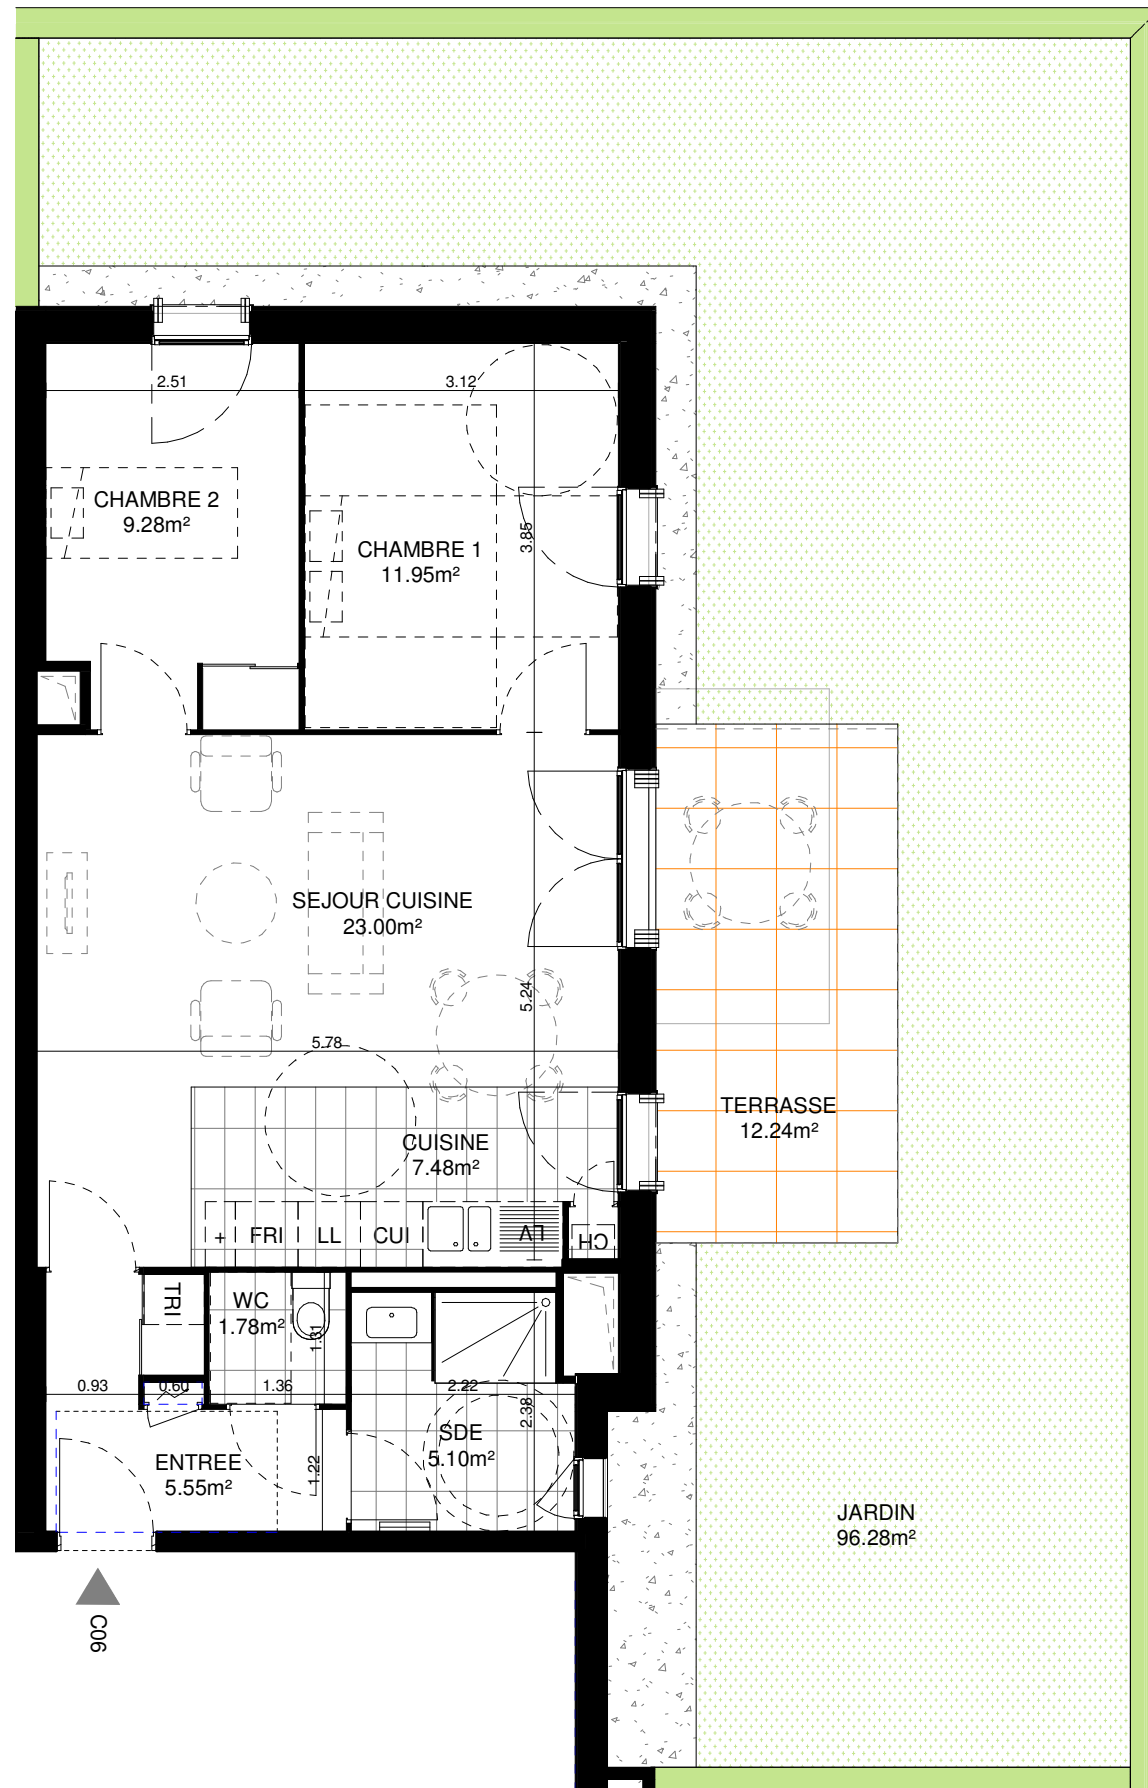 2.51
3.12
CHAMBRE 2
9.28m²
3.85
CHAMBRE 1
11.95m²
SEJOUR CUISINE
23.00m²
5.24
5.78
TERRASSE
12.24m²
CUISINE
7.48m²
+
FRI
LL
CUI
LV
CH
TRI
WC
1.78m²
1.31
0.93
0.60
1.36
2.22
2.38
SDE
5.10m²
ENTREE
5.55m²
1.22
JARDIN
96.28m²
C06